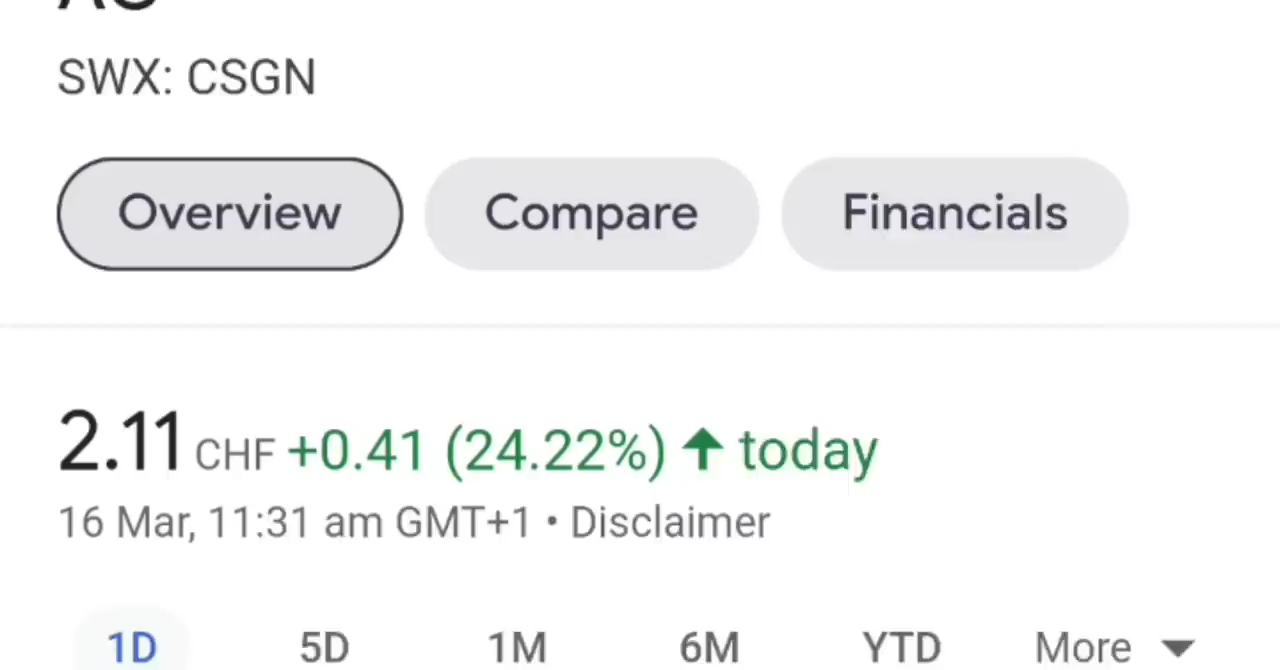 AG
SWX: CSGN
Overview Compare Financials
2.11 CHF +0.41 (24.22%) ↑ today
16 Mar, 11:31 am GMT+1 • Disclaimer
1D 5D 1M 6M YTD More